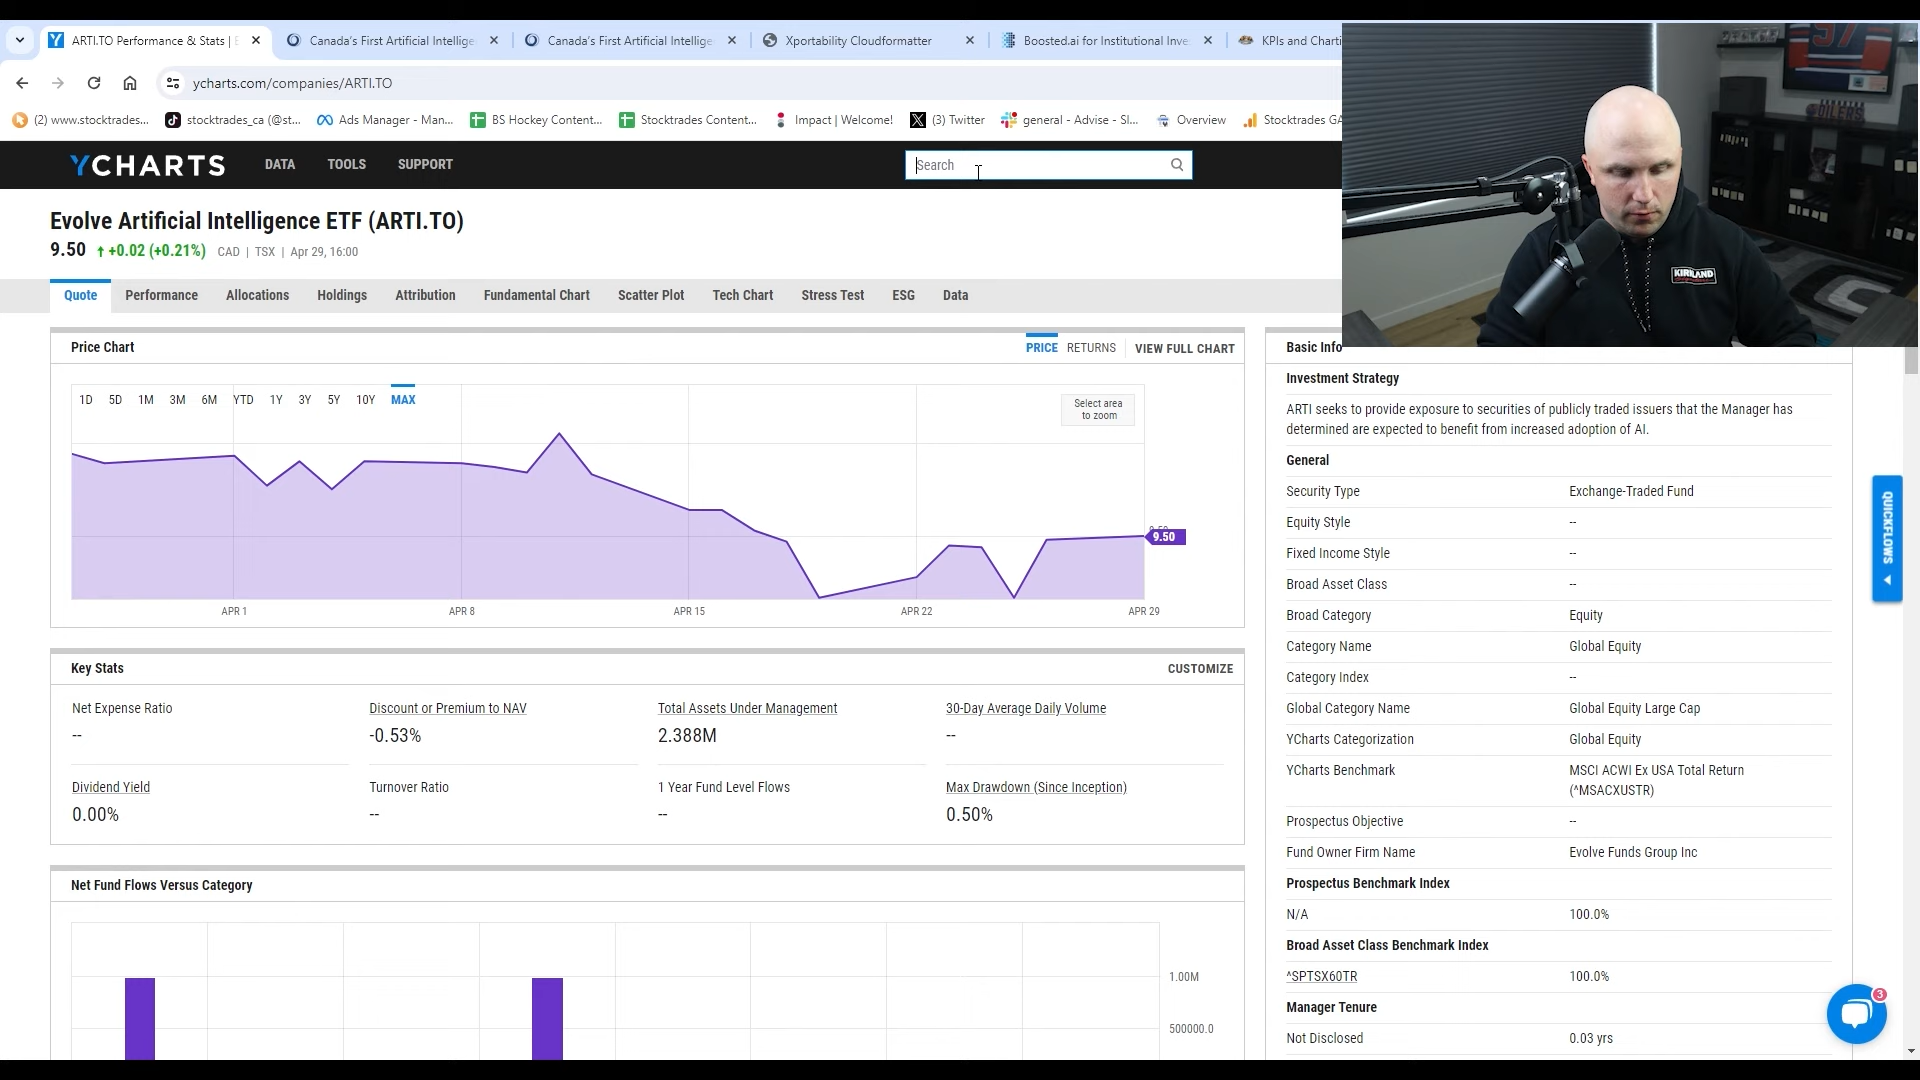 ARTI.TO Performance & Stats |
Canada's First Artificial Intellige
Canada's First Artificial Intellige
Xportability Cloudformatter
Boosted.ai for Institutional Inve
KPIs and Charti
ycharts.com/companies/ARTI.TO
(2) www.stocktrades...
stocktrades_ca (@st...
Ads Manager - Man...
BS Hockey Content...
Stocktrades Content...
Impact | Welcome!
(3) Twitter
general - Advise - Sl...
Overview
Stocktrades GA
YCHARTS
DATA
TOOLS
SUPPORT
Search
Evolve Artificial Intelligence ETF (ARTI.TO)
9.50 +0.02 (+0.21%) CAD | TSX | Apr 29, 16:00
Quote
Performance
Allocations
Holdings
Attribution
Fundamental Chart
Scatter Plot
Tech Chart
Stress Test
ESG
Data
Price Chart
PRICE
RETURNS
VIEW FULL CHART
1D 5D 1M 3M 6M YTD 1Y 3Y 5Y 10Y MAX
Select area
to zoom
9.50
APR 1
APR 8
APR 15
APR 22
APR 29
Key Stats
CUSTOMIZE
Net Expense Ratio
--
Discount or Premium to NAV
-0.53%
Total Assets Under Management
2.388M
30-Day Average Daily Volume
--
Dividend Yield
0.00%
Turnover Ratio
--
1 Year Fund Level Flows
--
Max Drawdown (Since Inception)
0.50%
Net Fund Flows Versus Category
1.00M
500000.0
Basic Info
Investment Strategy
ARTI seeks to provide exposure to securities of publicly traded issuers that the Manager has
determined are expected to benefit from increased adoption of AI.
General
Security Type Exchange-Traded Fund
Equity Style --
Fixed Income Style --
Broad Asset Class --
Broad Category Equity
Category Name Global Equity
Category Index --
Global Category Name Global Equity Large Cap
YCharts Categorization Global Equity
YCharts Benchmark MSCI ACWI Ex USA Total Return
(^MSACXUSTR)
Prospectus Objective --
Fund Owner Firm Name Evolve Funds Group Inc
Prospectus Benchmark Index
N/A 100.0%
Broad Asset Class Benchmark Index
^SPTSX60TR 100.0%
Manager Tenure
Not Disclosed 0.03 yrs
QUICKFLOWS
3
KIRKLAND
97
OILERS